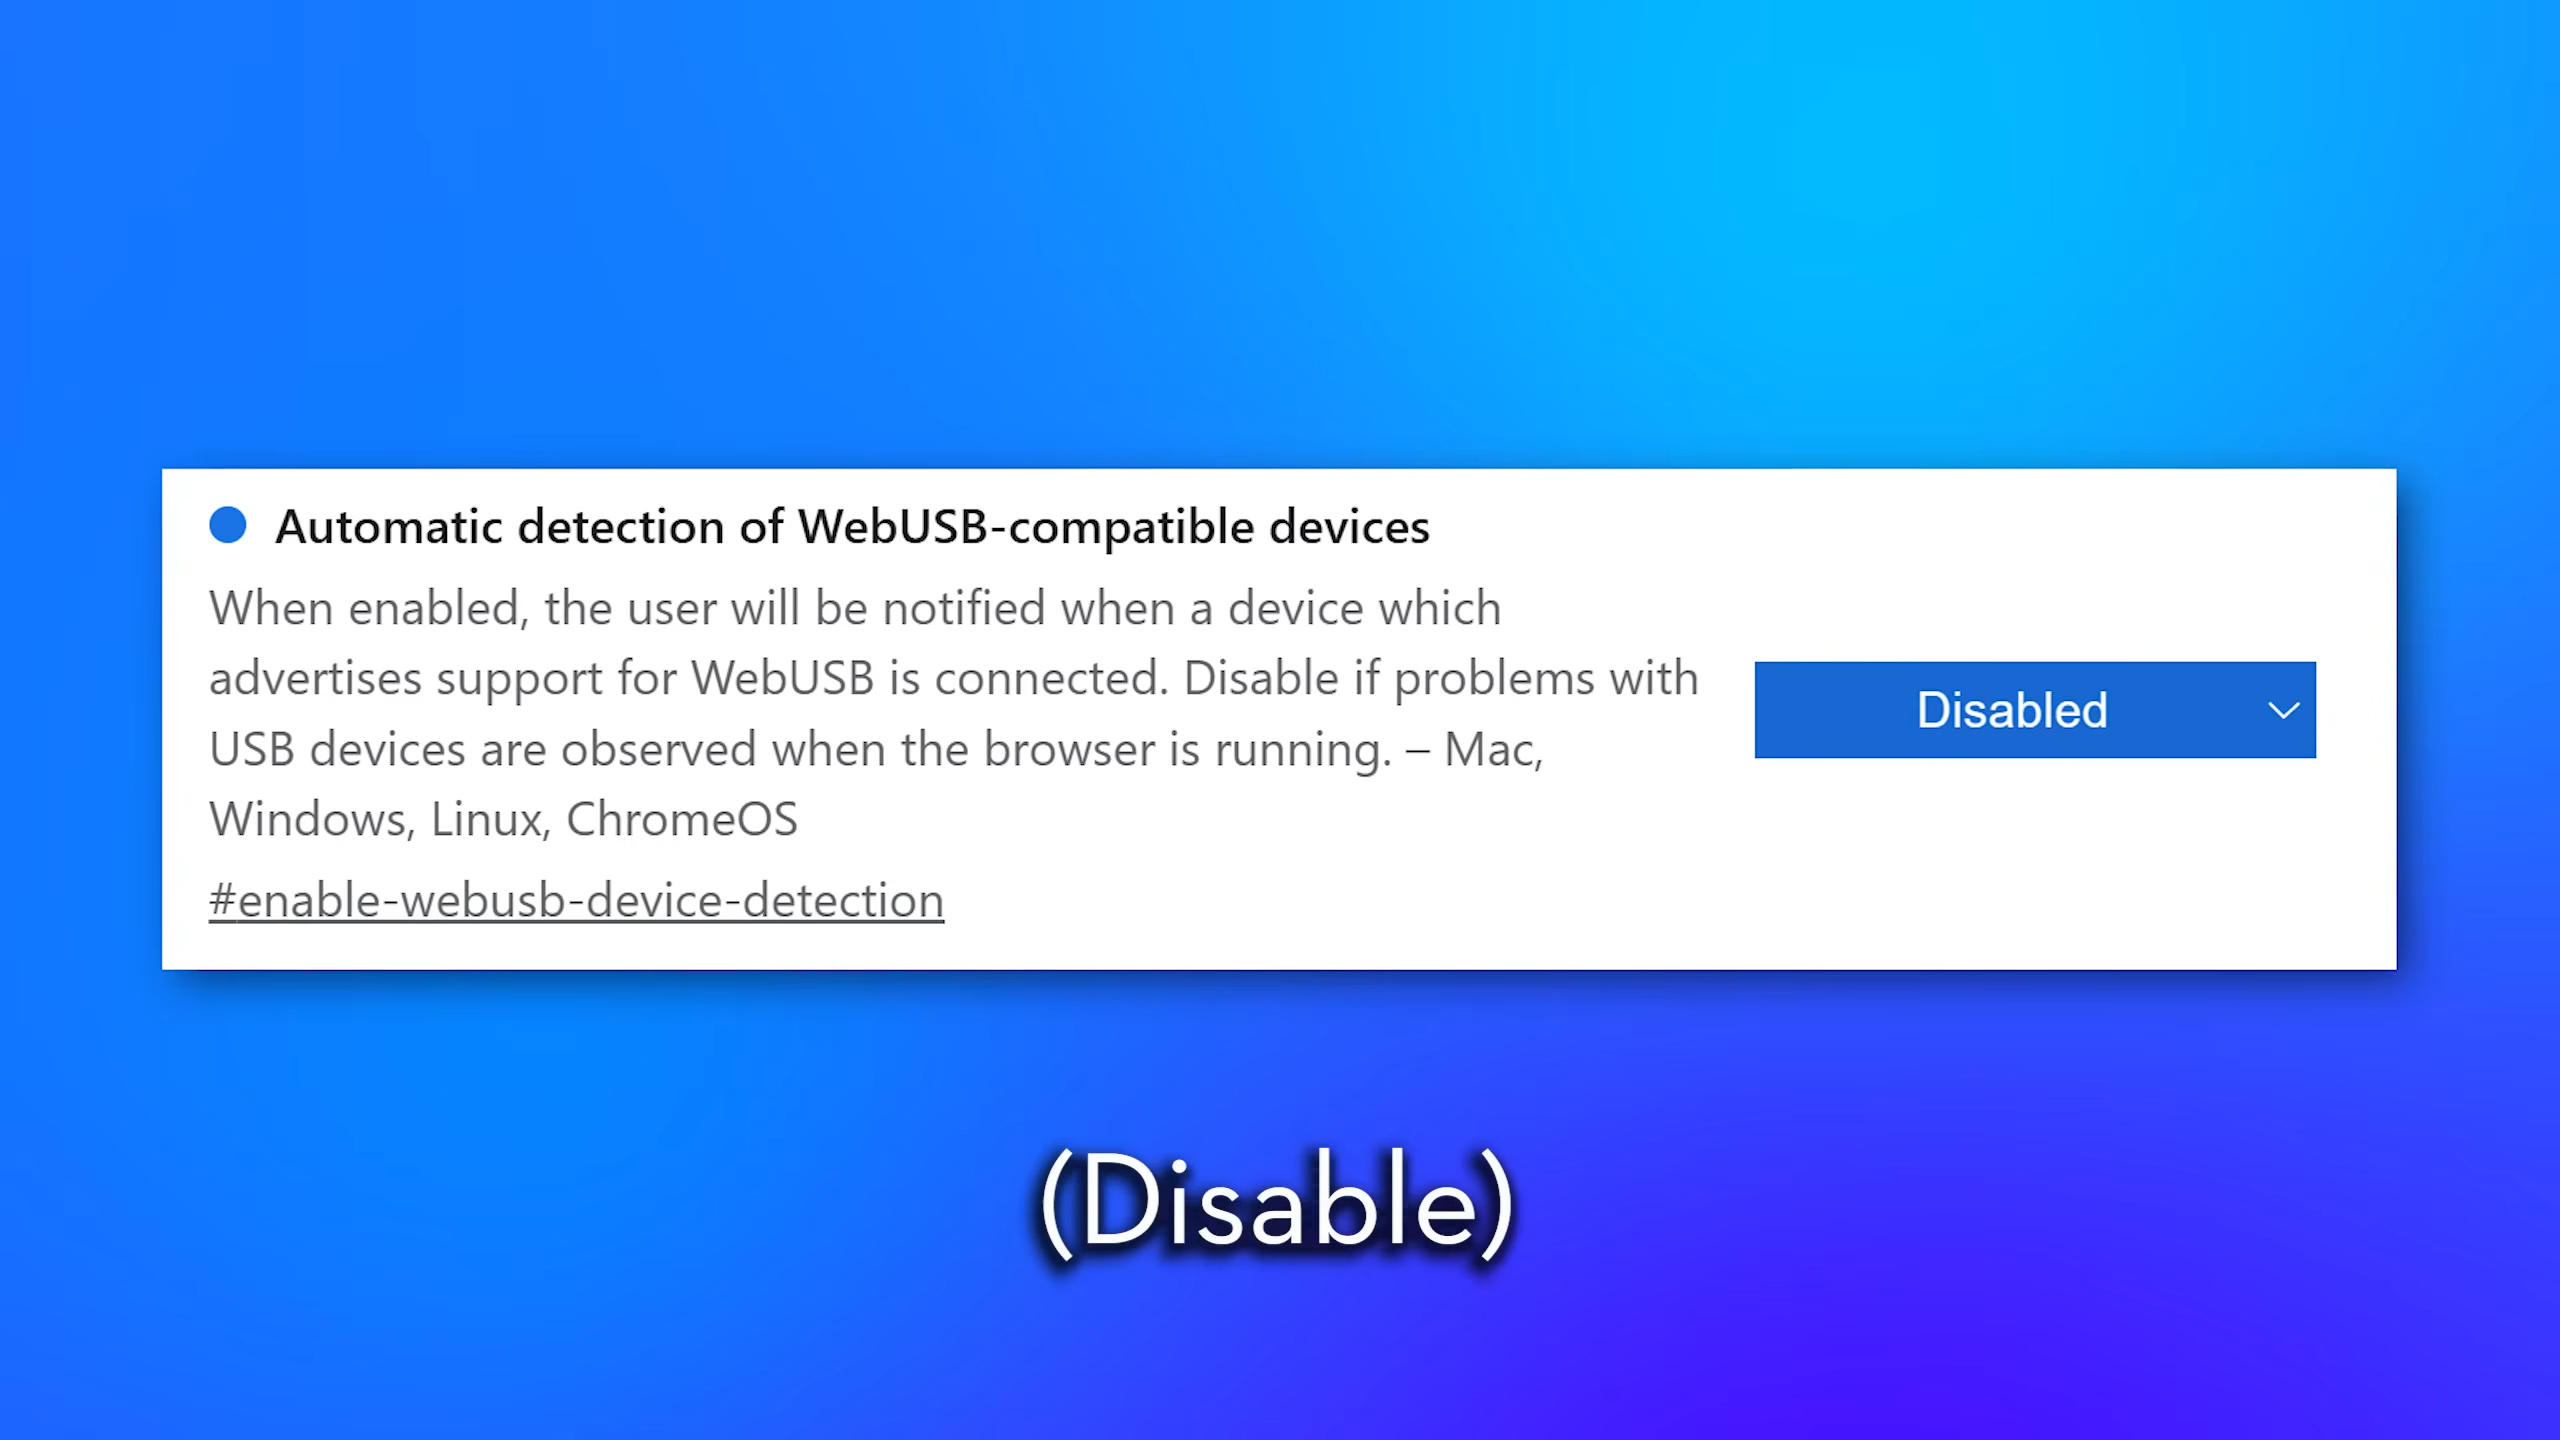 Automatic detection of WebUSB-compatible devices
When enabled, the user will be notified when a device which
advertises support for WebUSB is connected. Disable if problems with
USB devices are observed when the browser is running. – Mac,
Windows, Linux, ChromeOS
#enable-webusb-device-detection
Disabled
(Disable)